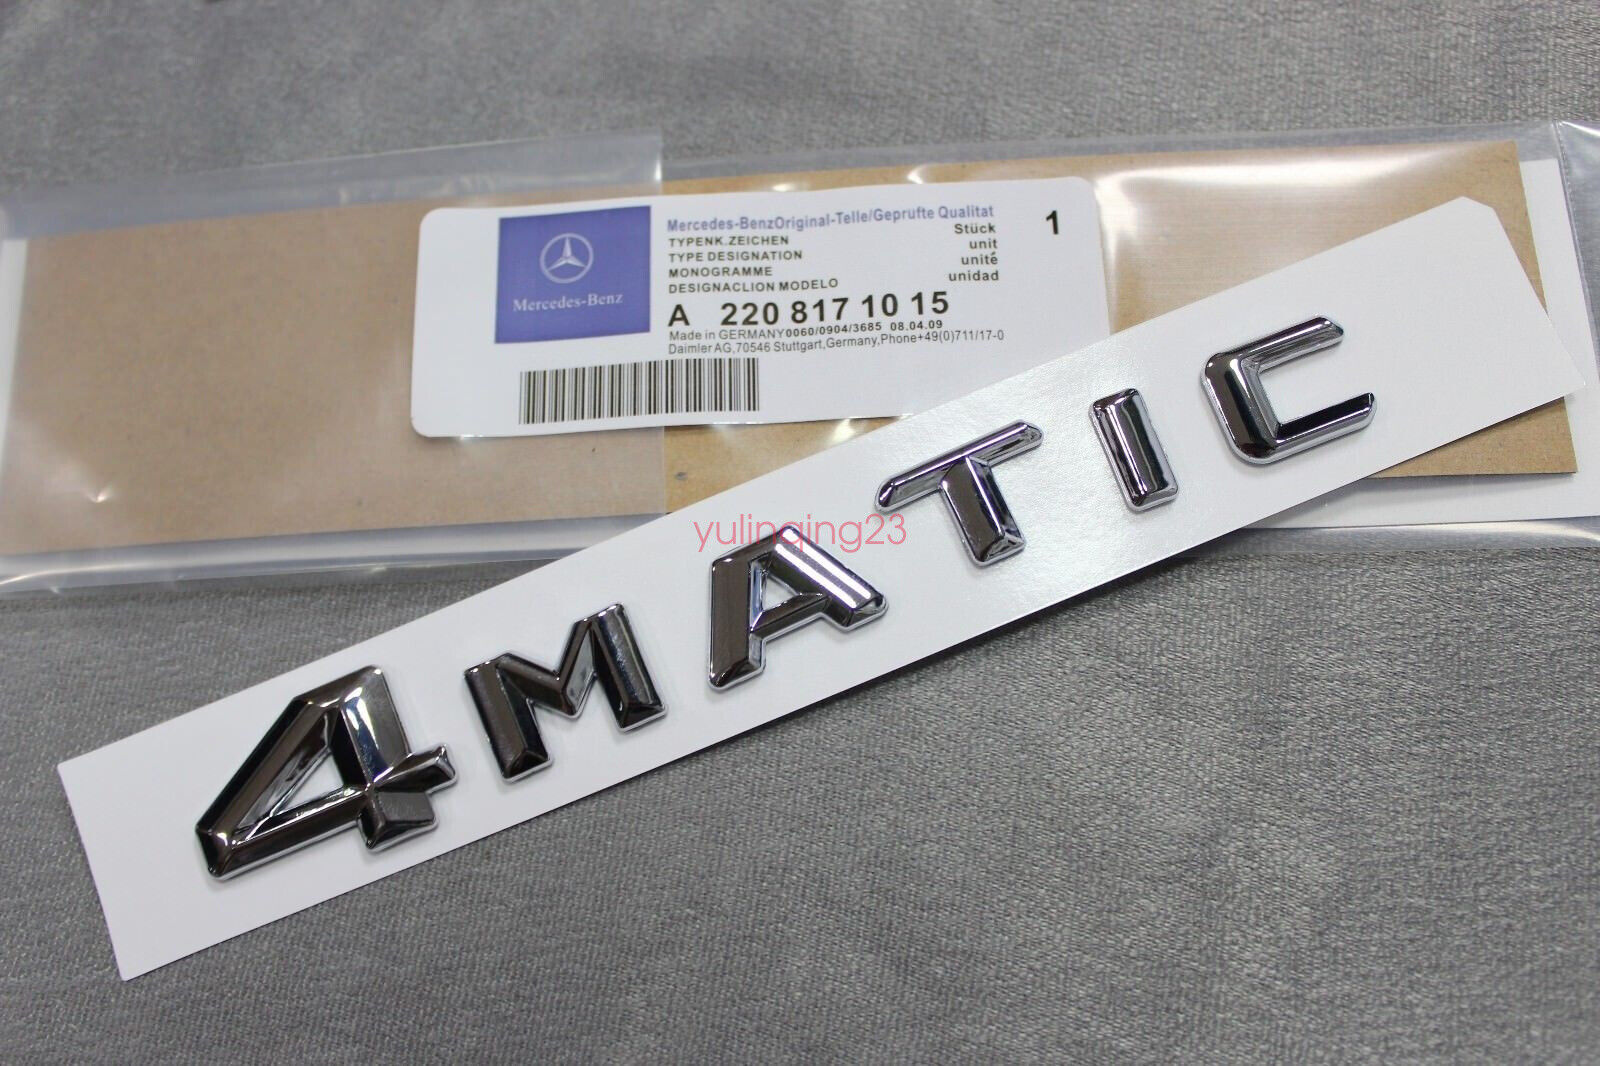 Mercedes-Benz
Mercedes-BenzOriginal-Telle/Geprufte Qualitat
TYPENK.ZEICHEN Stück 1
TYPE DESIGNATION unit
MONOGRAMME unité
DESIGNACLION MODELO unidad
A 220 817 10 15
Made in GERMANY0060/0904/3685 08.04.09
Daimler AG,70546 Stuttgart,Germany,Phone+49(0)711/17-0
yulinqing23
4MATIC